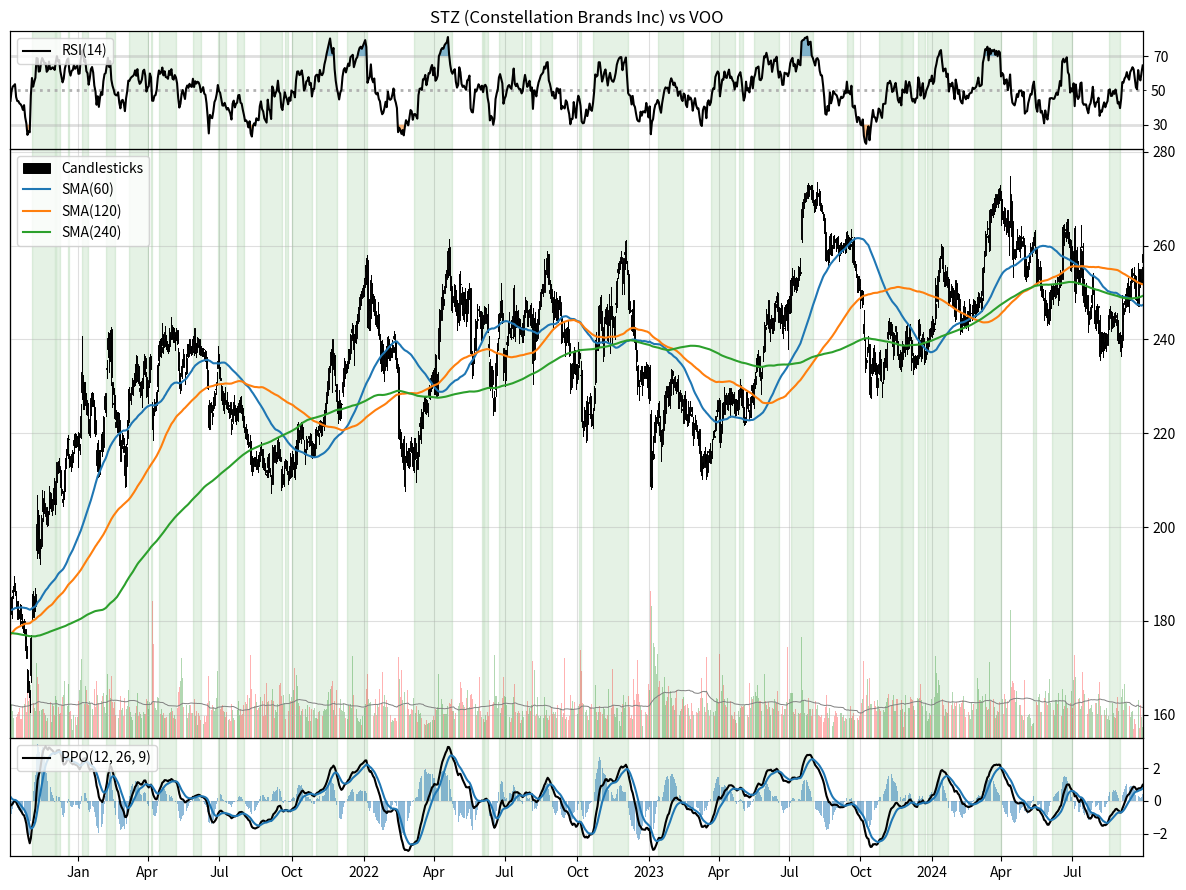 STZ (Constellation Brands Inc) vs VOO
RSI(14)
70
50
30
Candlesticks
SMA(60)
SMA(120)
SMA(240)
280
260
240
220
200
180
160
PPO(12, 26, 9)
2
0
−2
Jan Apr Jul Oct 2022 Apr Jul Oct 2023 Apr Jul Oct 2024 Apr Jul